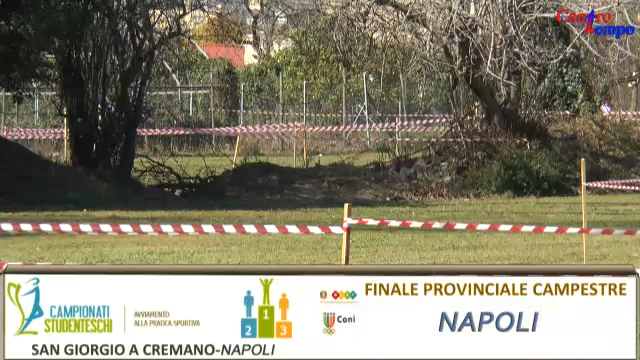 Contro
Tempo
CAMPIONATI
STUDENTESCHI
AVVIAMENTO
ALLA PRATICA SPORTIVA
2 1 3
Coni
FINALE PROVINCIALE CAMPESTRE
NAPOLI
SAN GIORGIO A CREMANO-NAPOLI